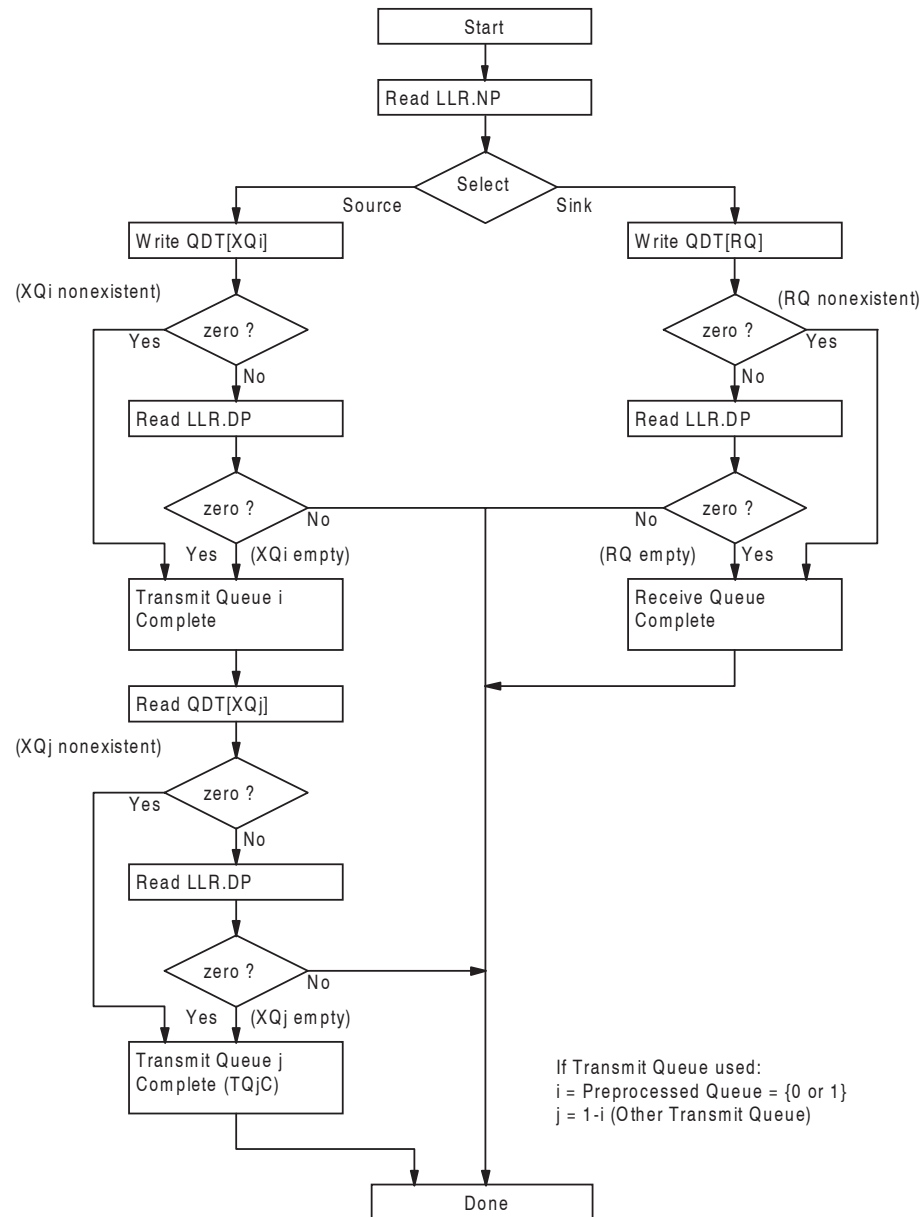 Start
Read LLR.NP
Select
Source
Sink
Write QDT[XQi]
Write QDT[RQ]
(XQi nonexistent)
(RQ nonexistent)
zero ?
Yes
zero ?
Yes
No
No
Read LLR.DP
Read LLR.DP
zero ?
No
zero ?
No
Yes
(XQi empty)
(RQ empty)
Yes
Transmit Queue i
Complete
Receive Queue
Complete
Read QDT[XQj]
(XQj nonexistent)
zero ?
Yes
No
Read LLR.DP
zero ?
No
Yes
(XQj empty)
Transmit Queue j
Complete (TQjC)
If Transmit Queue used:
i = Preprocessed Queue = {0 or 1}
j = 1-i (Other Transmit Queue)
Done